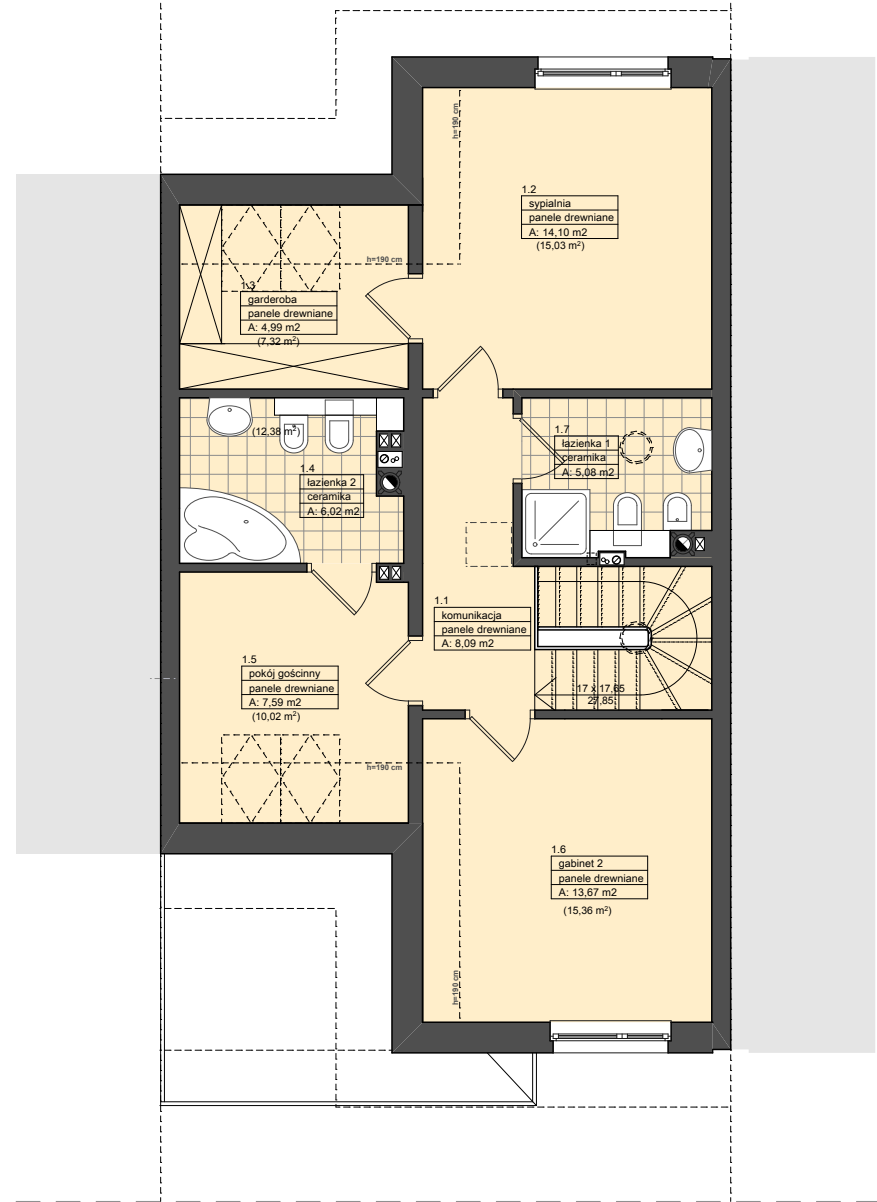 h=190 cm
1.2
sypialnia
panele drewniane
A: 14,10 m2
(15,03 m²)
h=190 cm
1.3
garderoba
panele drewniane
A: 4,99 m2
(7,32 m²)
(12,38 m²)
1.4
łazienka 2
ceramika
A: 6,02 m2
1.7
łazienka 1
ceramika
A: 5,08 m2
1.1
komunikacja
panele drewniane
A: 8,09 m2
17 x 17,65
27,85
1.5
pokój gościnny
panele drewniane
A: 7,59 m2
(10,02 m²)
h=190 cm
1.6
gabinet 2
panele drewniane
A: 13,67 m2
(15,36 m²)
h=190 cm